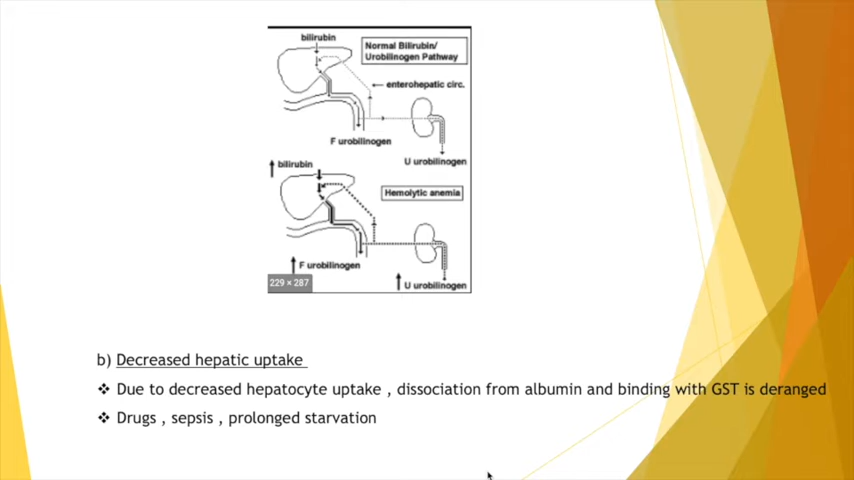 bilirubin
Normal Bilirubin/
Urobilinogen Pathway
enterohepatic circ.
F urobilinogen
U urobilinogen
bilirubin
Hemolytic anemia
F urobilinogen
229 × 287
U urobilinogen
b) Decreased hepatic uptake
❖ Due to decreased hepatocyte uptake , dissociation from albumin and binding with GST is deranged
❖ Drugs , sepsis , prolonged starvation